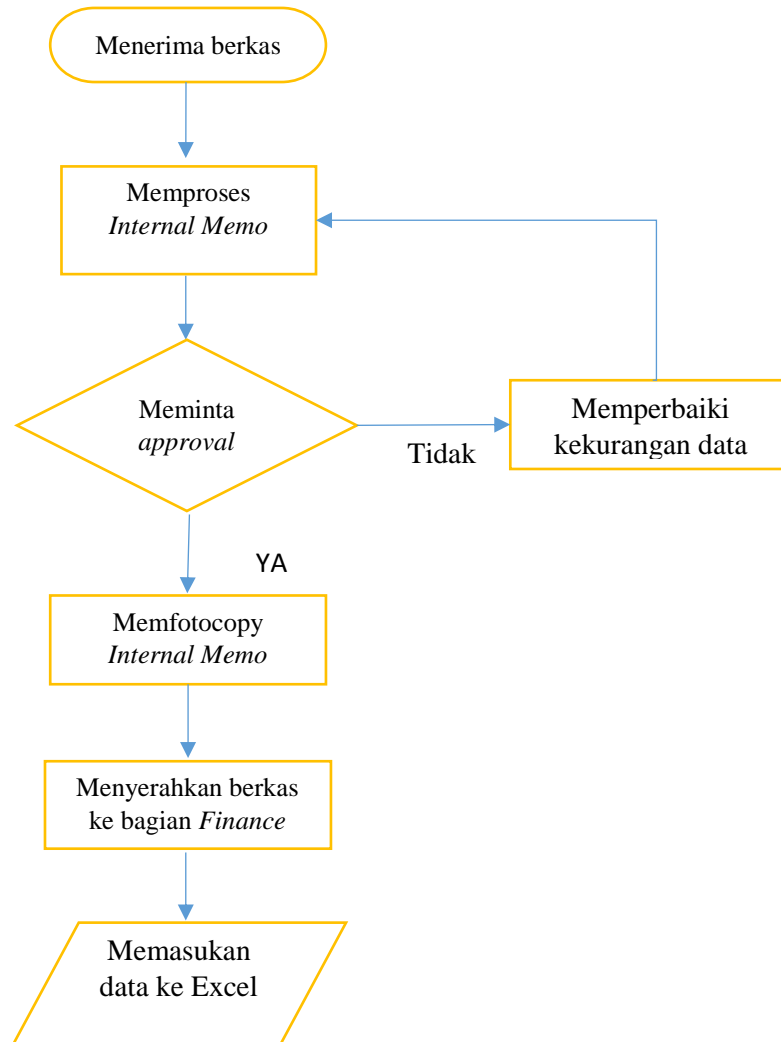 Menerima berkas
Memproses
Internal Memo
Meminta
approval
Tidak
Memperbaiki
kekurangan data
YA
Memfotocopy
Internal Memo
Menyerahkan berkas
ke bagian Finance
Memasukan
data ke Excel